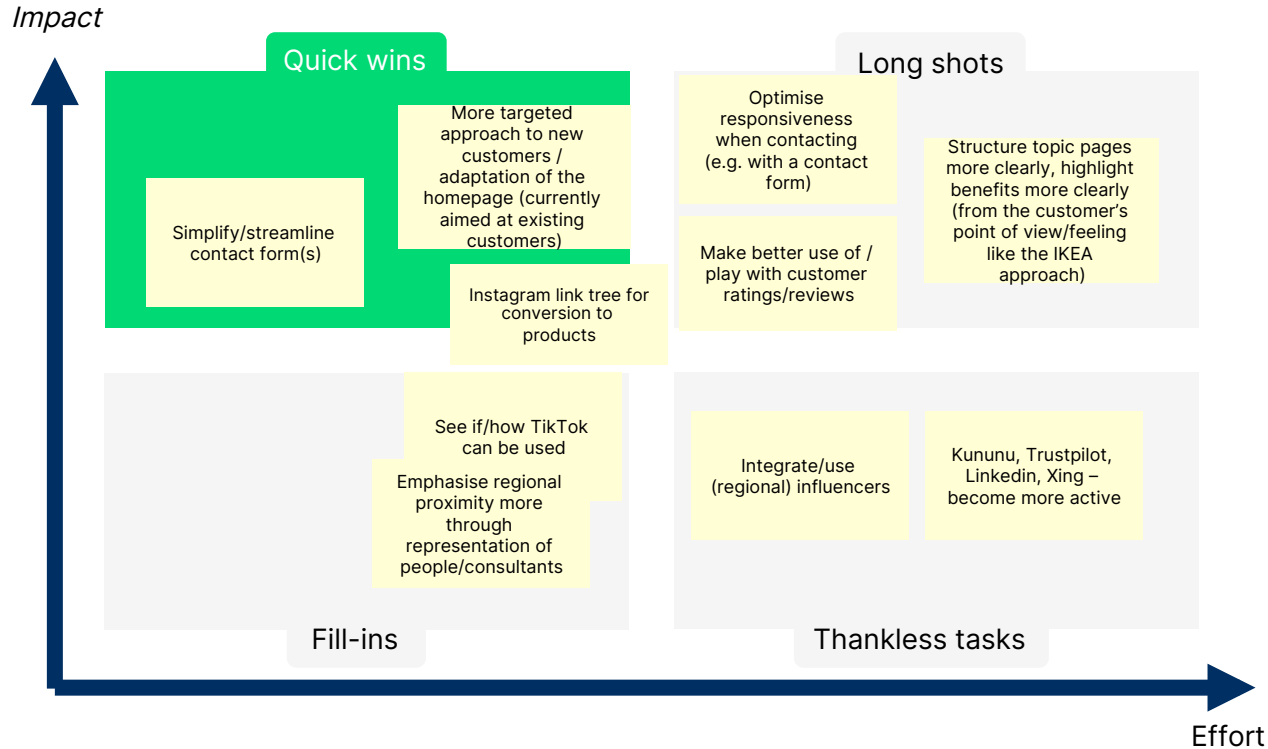 Impact
Quick wins
Long shots
More targeted
approach to new
customers /
adaptation of the
homepage (currently
aimed at existing
customers)
Simplify/streamline
contact form(s)
Instagram link tree for
conversion to
products
Optimise
responsiveness
when contacting
(e.g. with a contact
form)
Make better use of /
play with customer
ratings/reviews
Structure topic pages
more clearly, highlight
benefits more clearly
(from the customer’s
point of view/feeling
like the IKEA
approach)
See if/how TikTok
can be used
Emphasise regional
proximity more
through
representation of
people/consultants
Integrate/use
(regional) influencers
Kununu, Trustpilot,
Linkedin, Xing –
become more active
Fill-ins
Thankless tasks
Effort